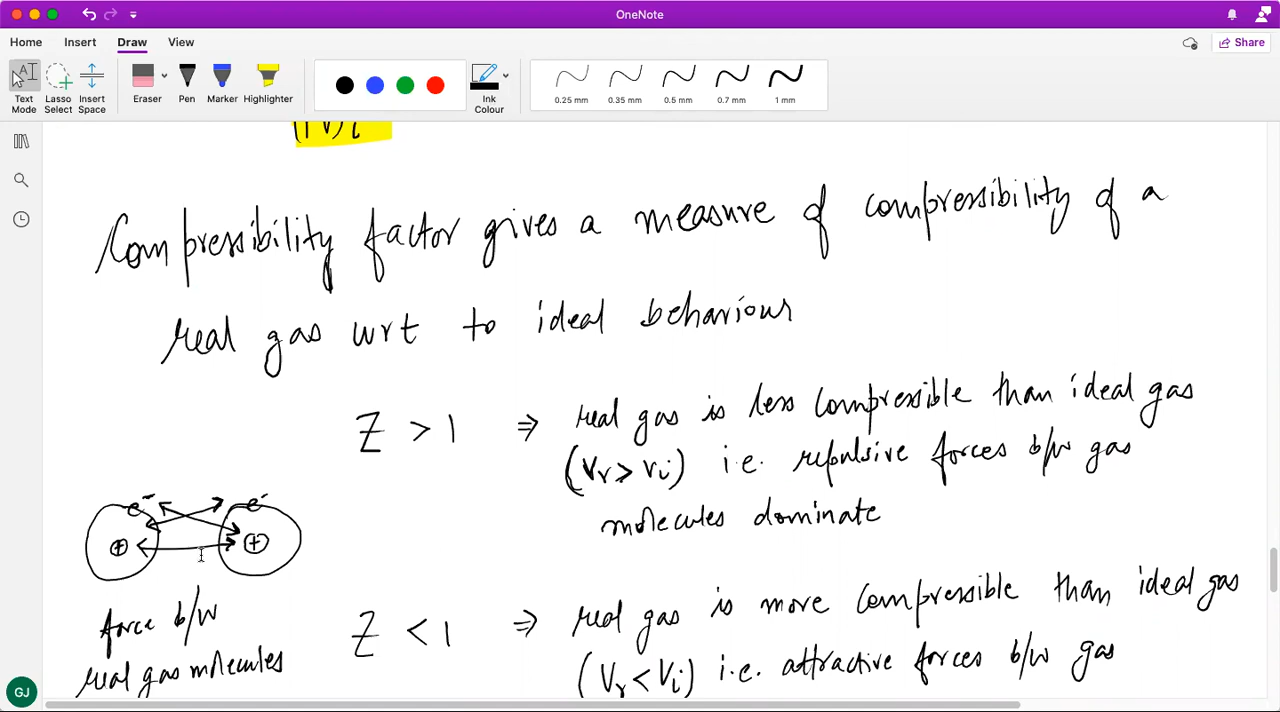 OneNote
Home Insert Draw View
Share
Text Mode
Lasso Select
Insert Space
Eraser
Pen
Marker
Highlighter
Ink Colour
0.25 mm 0.35 mm 0.5 mm 0.7 mm 1 mm
Compressibility factor gives a measure of compressibility of a
real gas wrt to ideal behaviour
Z > 1 ⇒ real gas is less compressible than ideal gas
(Vr > Vi) i.e. repulsive forces b/w gas
molecules dominate
e⁻ e⁻
+ +
force b/w
real gas molecules
Z < 1 ⇒ real gas is more compressible than ideal gas
(Vr < Vi) i.e. attractive forces b/w gas
GJ